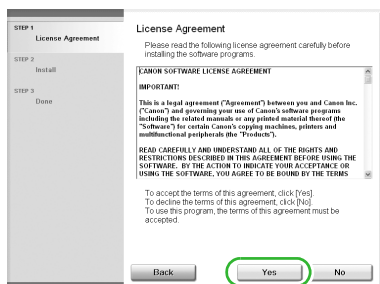 STEP 1
License Agreement
STEP 2
Install
STEP 3
Done
License Agreement
Please read the following license agreement carefully before
installing the software programs.
CANON SOFTWARE LICENSE AGREEMENT
IMPORTANT!
This is a legal agreement ("Agreement") between you and Canon Inc.
("Canon") and governing your use of Canon's software programs
including the related manuals or any printed material thereof (the
"Software") for certain Canon's copying machines, printers and
multifunctional peripherals (the "Products").
READ CAREFULLY AND UNDERSTAND ALL OF THE RIGHTS AND
RESTRICTIONS DESCRIBED IN THIS AGREEMENT BEFORE USING THE
SOFTWARE. BY THE ACTION TO INDICATE YOUR ACCEPTANCE OR
USING THE SOFTWARE, YOU AGREE TO BE BOUND BY THE TERMS
To accept the terms of this agreement, click [Yes].
To decline the terms of this agreement, click [No].
To use this program, the terms of this agreement must be
accepted.
Back
Yes
No